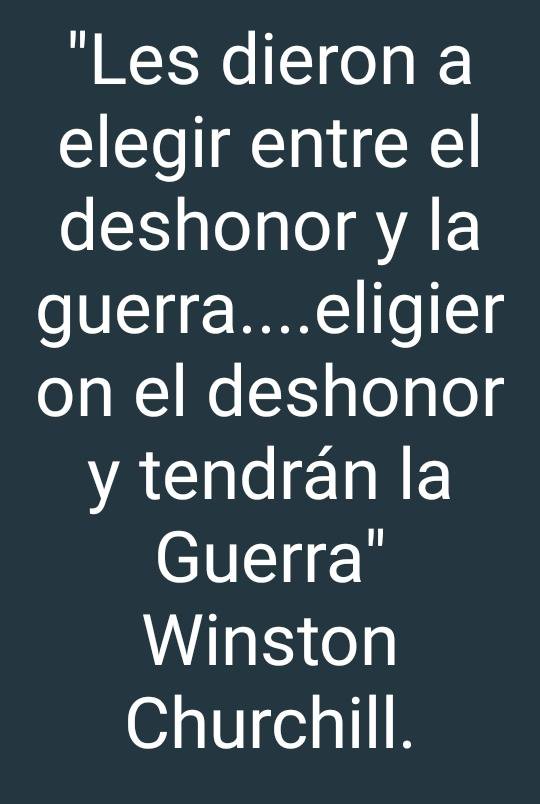 "Les dieron a
elegir entre el
deshonor y la
guerra....eligier
on el deshonor
y tendrán la
Guerra"
Winston
Churchill.